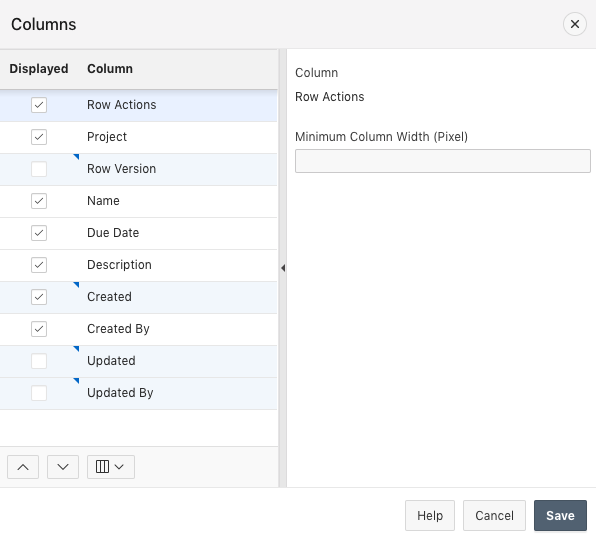 Columns
Displayed Column
Row Actions
Project
Row Version
Name
Due Date
Description
Created
Created By
Updated
Updated By
Column
Row Actions
Minimum Column Width (Pixel)
Help Cancel Save